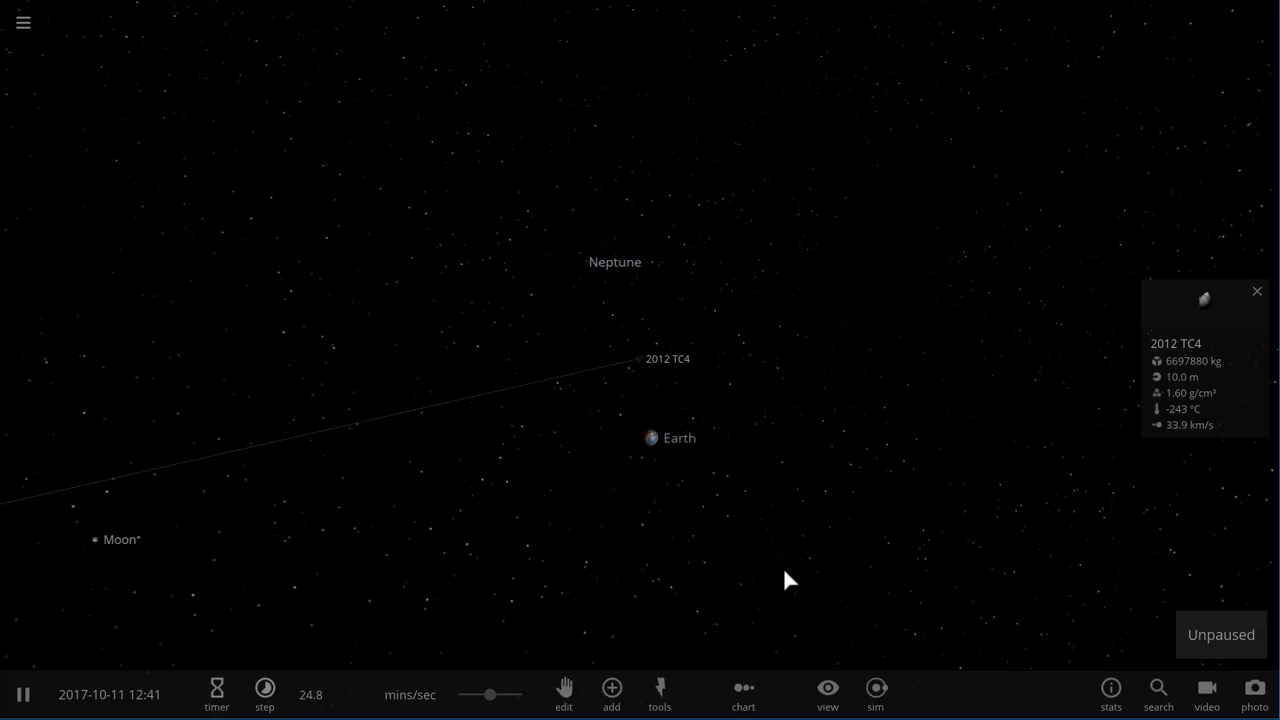 Neptune
2012 TC4
2012 TC4
6697880 kg
10.0 m
1.60 g/cm³
-243 °C
33.9 km/s
Earth
Moon
Unpaused
2017-10-11 12:41
timer
step
24.8
mins/sec
edit
add
tools
chart
view
sim
stats
search
video
photo